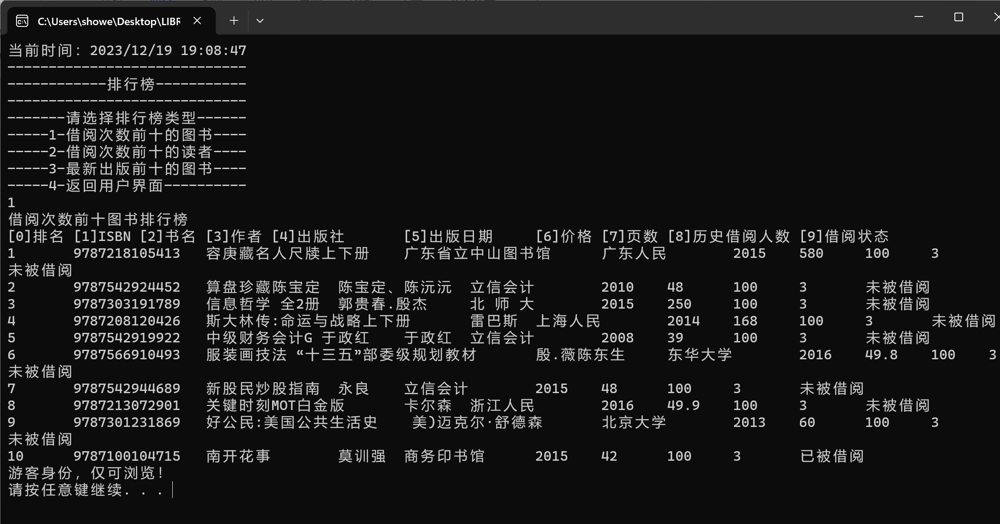 C:\Users\showe\Desktop\LIBR
当前时间：2023/12/19 19:08:47
-----------------------------
------------排行榜-----------
-----------------------------
-------请选择排行榜类型------
-----1-借阅次数前十的图书----
-----2-借阅次数前十的读者----
-----3-最新出版前十的图书----
-----4-返回用户界面----------
1
借阅次数前十图书排行榜
[0]排名 [1]ISBN [2]书名 [3]作者 [4]出版社 [5]出版日期 [6]价格 [7]页数 [8]历史借阅人数 [9]借阅状态
1 9787218105413 容庚藏名人尺牍上下册 广东省立中山图书馆 广东人民 2015 580 100 3
未被借阅
2 9787542924452 算盘珍藏陈宝定 陈宝定、陈沅沅 立信会计 2010 48 100 3 未被借阅
3 9787303191789 信息哲学 全2册 郭贵春.殷杰 北 师 大 2015 250 100 3 未被借阅
4 9787208120426 斯大林传:命运与战略上下册 雷巴斯 上海人民 2014 168 100 3 未被借阅
5 9787542919922 中级财务会计G 于政红 于政红 立信会计 2008 39 100 3 未被借阅
6 9787566910493 服装画技法 “十三五”部委级规划教材 殷.薇陈东生 东华大学 2016 49.8 100 3
未被借阅
7 9787542944689 新股民炒股指南 永良 立信会计 2015 48 100 3 未被借阅
8 9787213072901 关键时刻MOT白金版 卡尔森 浙江人民 2016 49.9 100 3 未被借阅
9 9787301231869 好公民:美国公共生活史 美)迈克尔·舒德森 北京大学 2013 60 100 3
未被借阅
10 9787100104715 南开花事 莫训强 商务印书馆 2015 42 100 3 已被借阅
游客身份，仅可浏览！
请按任意键继续. . .